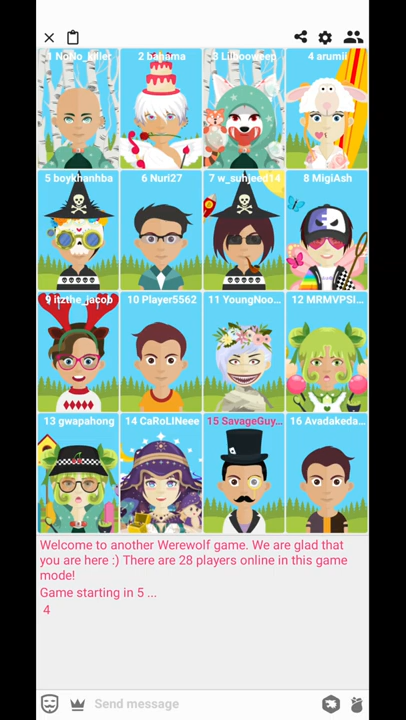 1 NoNo_killer
2 bahama
3 Lilbooweep
4 arumii
5 boykhanhba
6 Nuri27
7 w_suhjeed14
8 MigiAsh
9 itzthe_jacob
10 Player5562
11 YoungNoo...
12 MRMVPSI...
13 gwapahong
14 CaRoLINeee
15 SavageGuy...
16 Avadakeda...
Welcome to another Werewolf game. We are glad that
you are here :) There are 28 players online in this game
mode!
Game starting in 5 ...
4
Send message